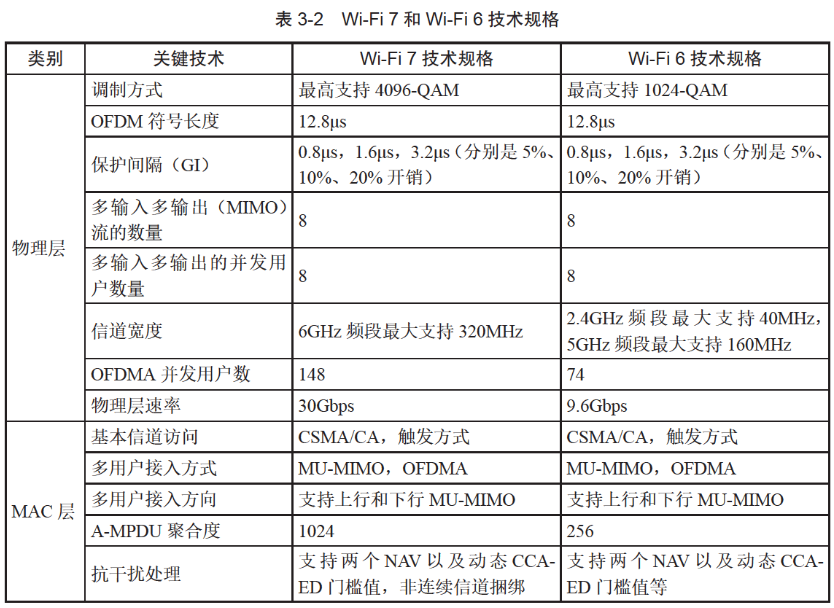 表 3-2 Wi-Fi 7 和 Wi-Fi 6 技术规格
类别 关键技术 Wi-Fi 7 技术规格 Wi-Fi 6 技术规格
物理层
调制方式 最高支持 4096-QAM 最高支持 1024-QAM
OFDM 符号长度 12.8μs 12.8μs
保护间隔（GI）
0.8μs，1.6μs，3.2μs（分别是 5%、
10%、20% 开销）
0.8μs，1.6μs，3.2μs（分别是 5%、
10%、20% 开销）
多输入多输出（MIMO）
流的数量
8
8
多输入多输出的并发用
户数量
8
8
信道宽度
6GHz 频段最大支持 320MHz
2.4GHz 频段最大支持 40MHz，
5GHz 频段最大支持 160MHz
OFDMA 并发用户数 148 74
物理层速率 30Gbps 9.6Gbps
MAC 层
基本信道访问 CSMA/CA，触发方式 CSMA/CA，触发方式
多用户接入方式 MU-MIMO，OFDMA MU-MIMO，OFDMA
多用户接入方向 支持上行和下行 MU-MIMO 支持上行和下行 MU-MIMO
A-MPDU 聚合度 1024 256
抗干扰处理
支持两个 NAV 以及动态 CCA-
ED 门槛值，非连续信道捆绑
支持两个 NAV 以及动态 CCA-
ED 门槛值等